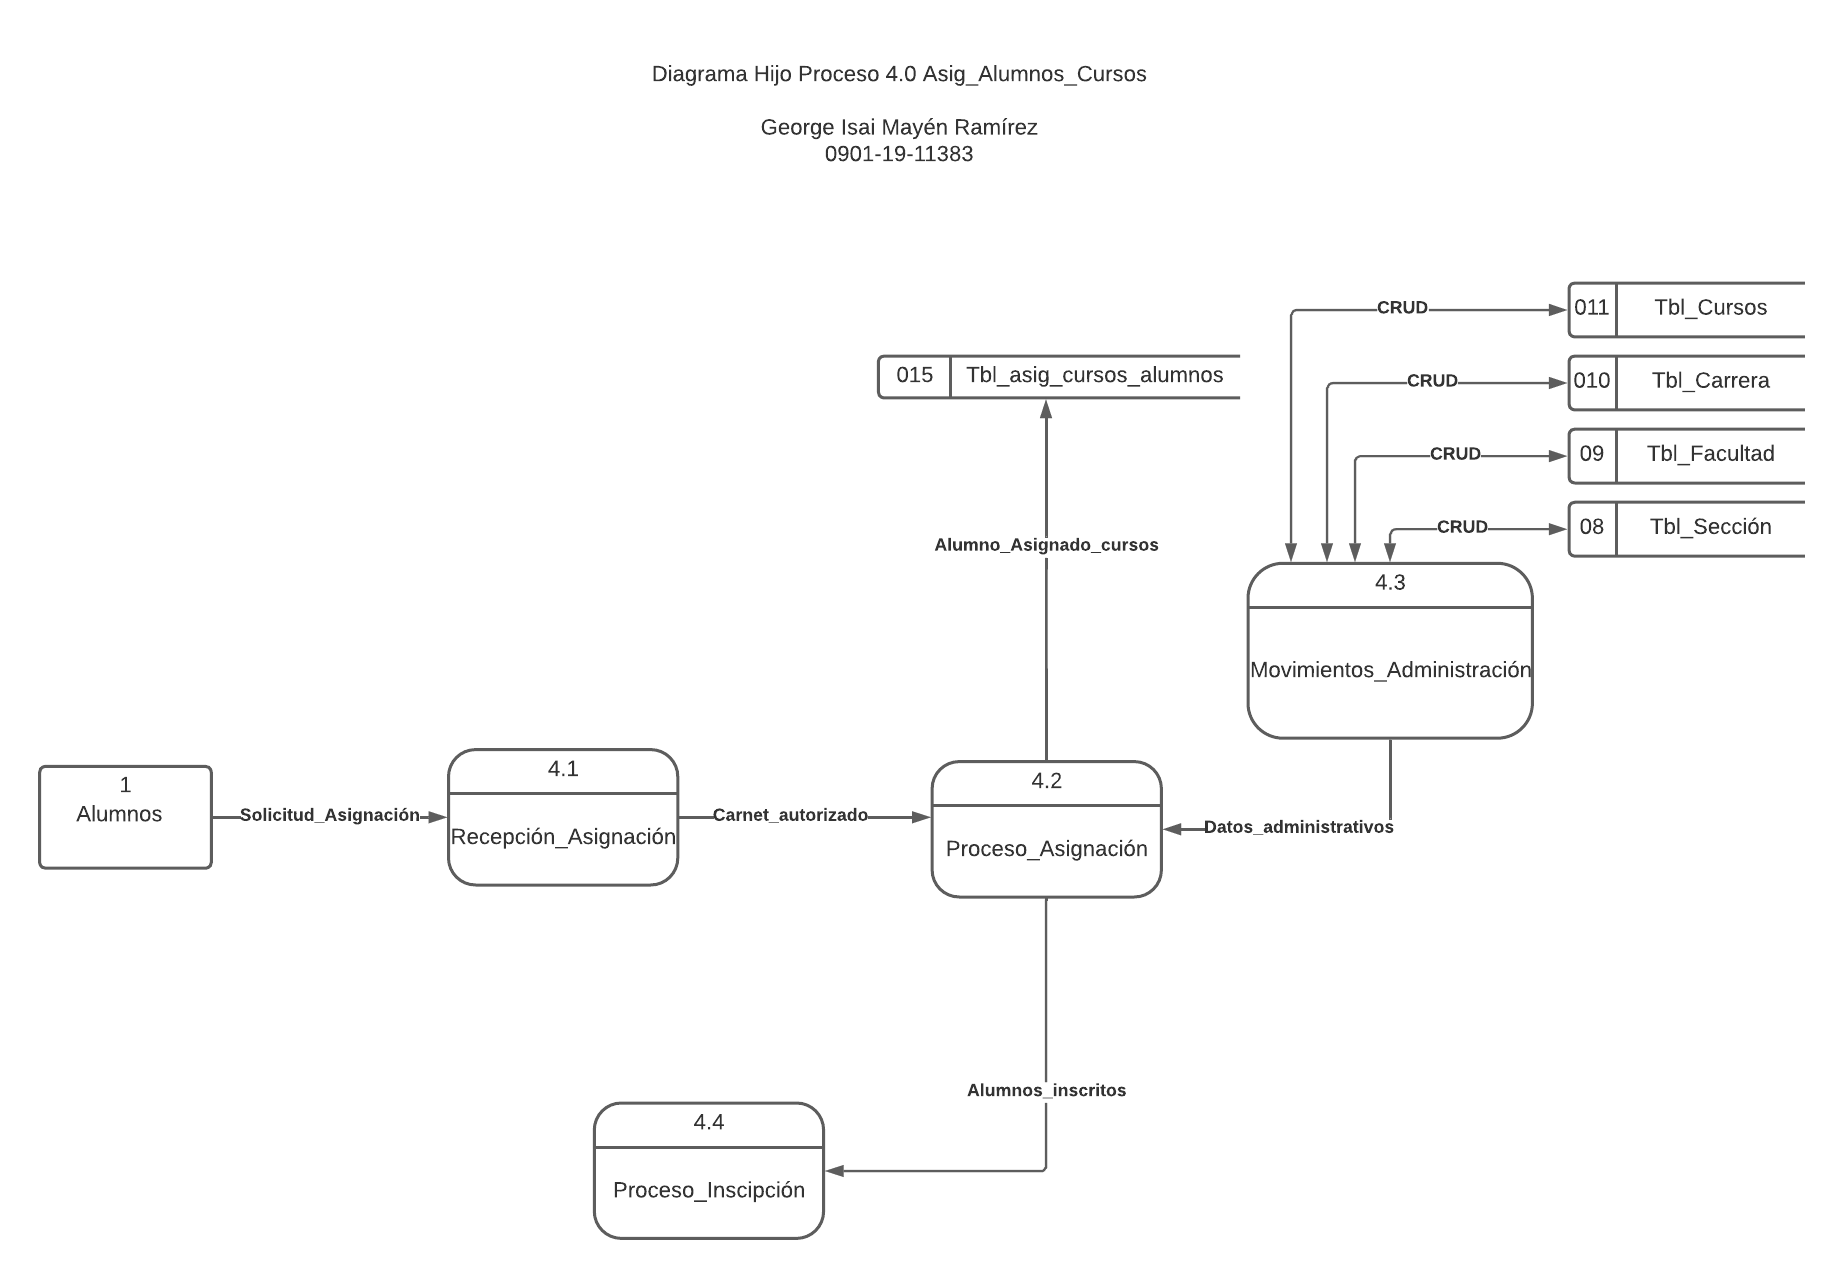 Diagrama Hijo Proceso 4.0 Asig_Alumnos_Cursos
George Isai Mayén Ramírez
0901-19-11383
CRUD
011 Tbl_Cursos
015 Tbl_asig_cursos_alumnos
CRUD
010 Tbl_Carrera
CRUD
09 Tbl_Facultad
CRUD
08 Tbl_Sección
Alumno_Asignado_cursos
4.3
Movimientos_Administración
1
Alumnos
Solicitud_Asignación
4.1
Recepción_Asignación
Carnet_autorizado
4.2
Proceso_Asignación
Datos_administrativos
Alumnos_inscritos
4.4
Proceso_Inscipción